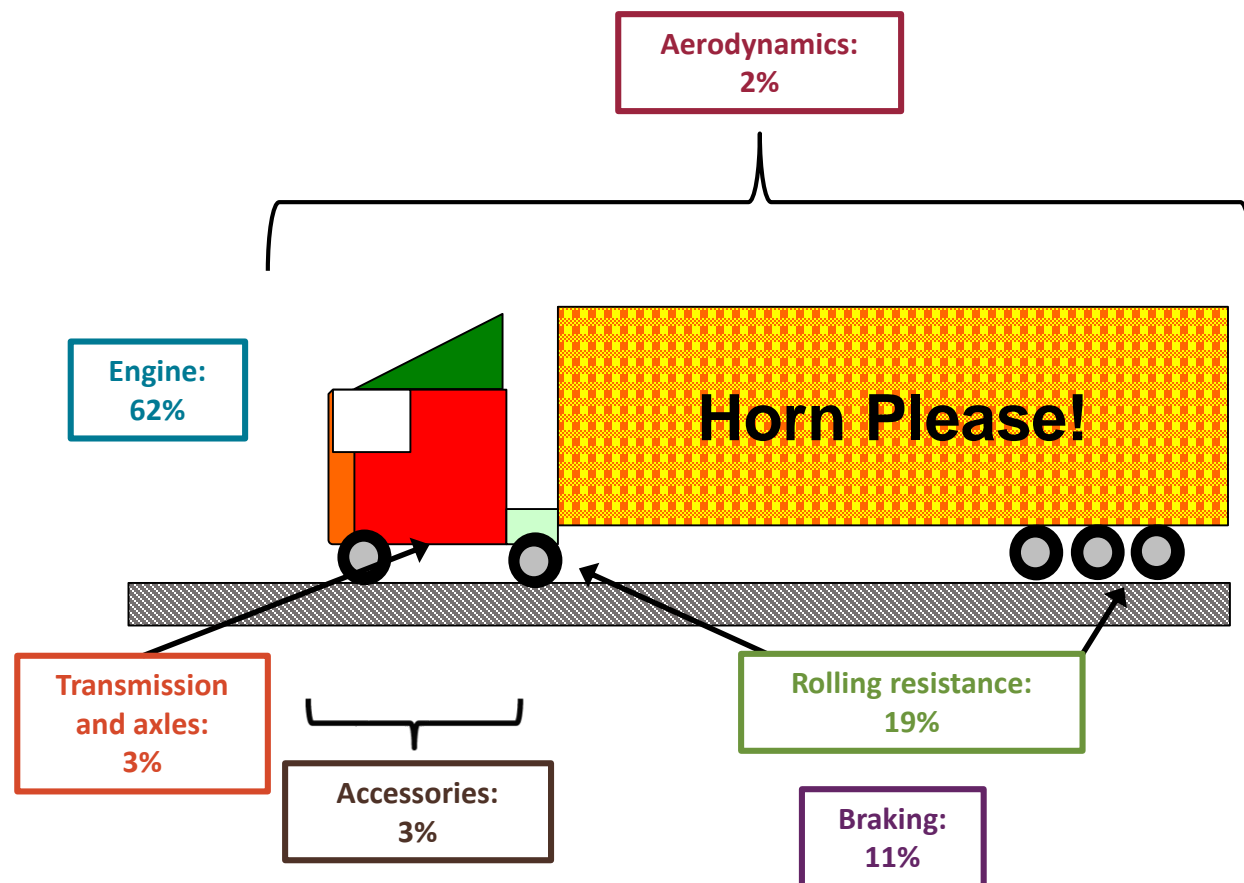 Aerodynamics:
2%
Engine:
62%
Horn Please!
Transmission
and axles:
3%
Rolling resistance:
19%
Accessories:
3%
Braking:
11%